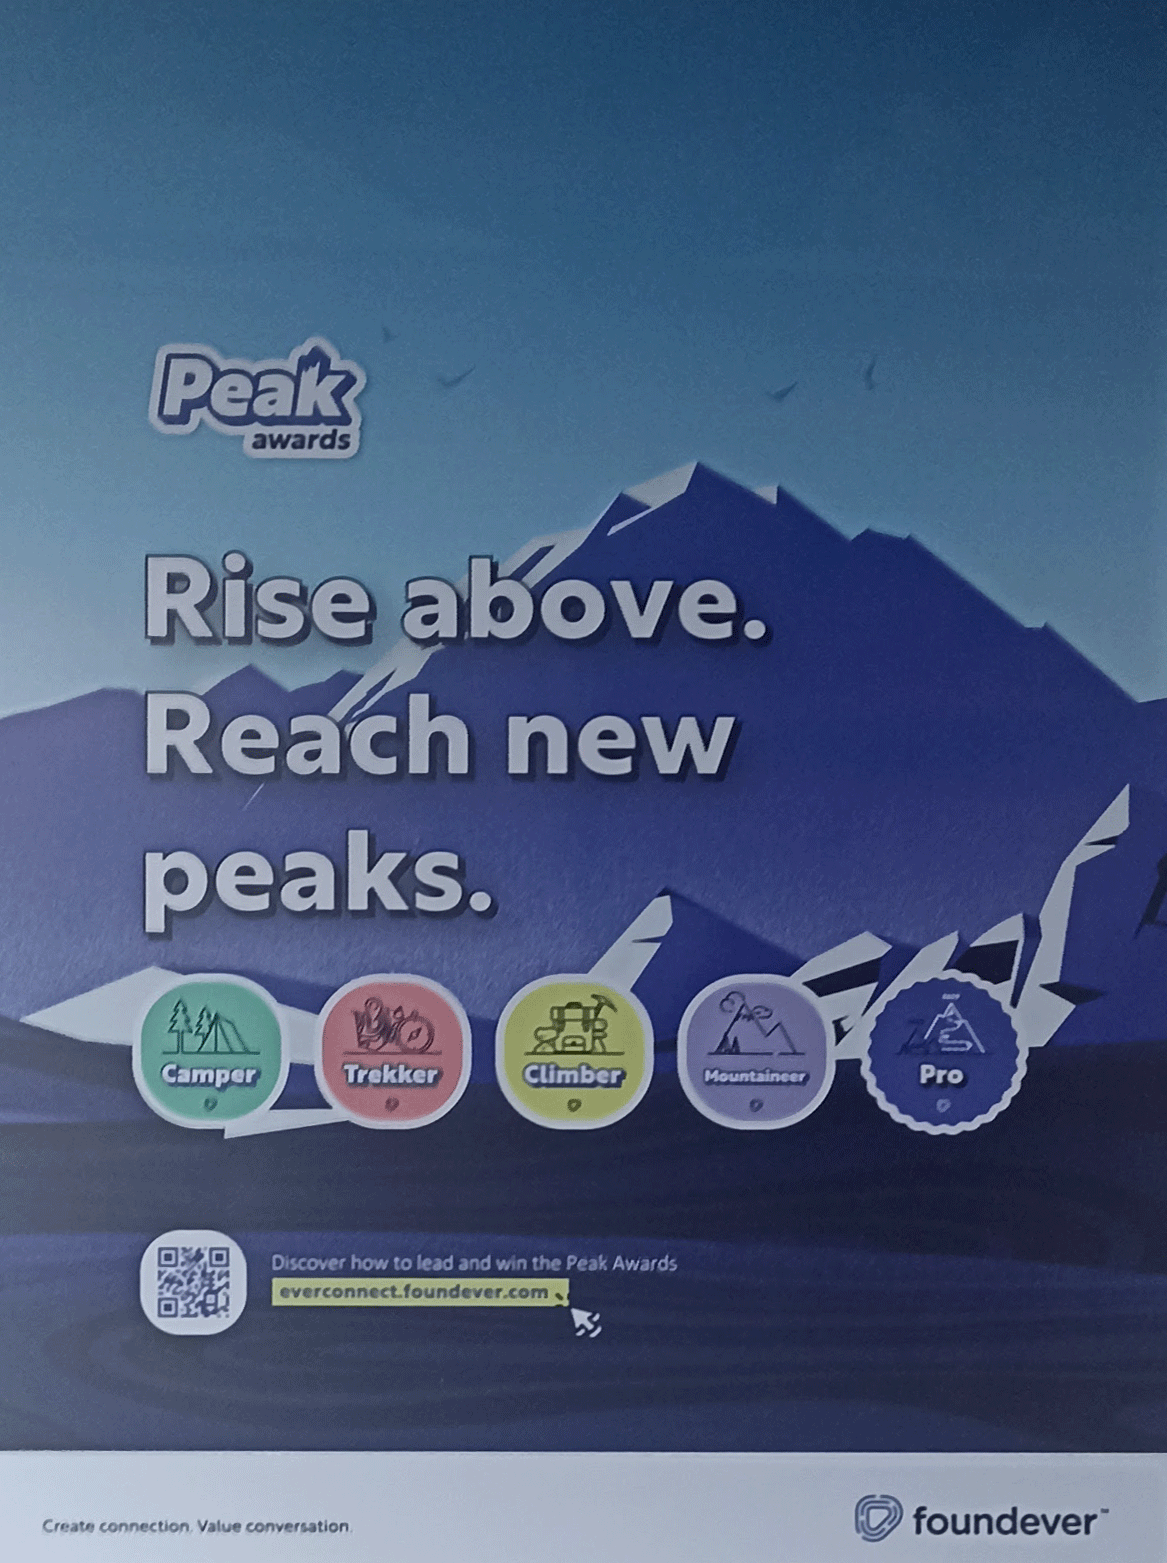 Peak
awards
Rise above.
Reach new
peaks.
Camper
Trekker
Climber
Mountaineer
Pro
Discover how to lead and win the Peak Awards
everconnect.foundever.com
Create connection. Value conversation.
foundever™